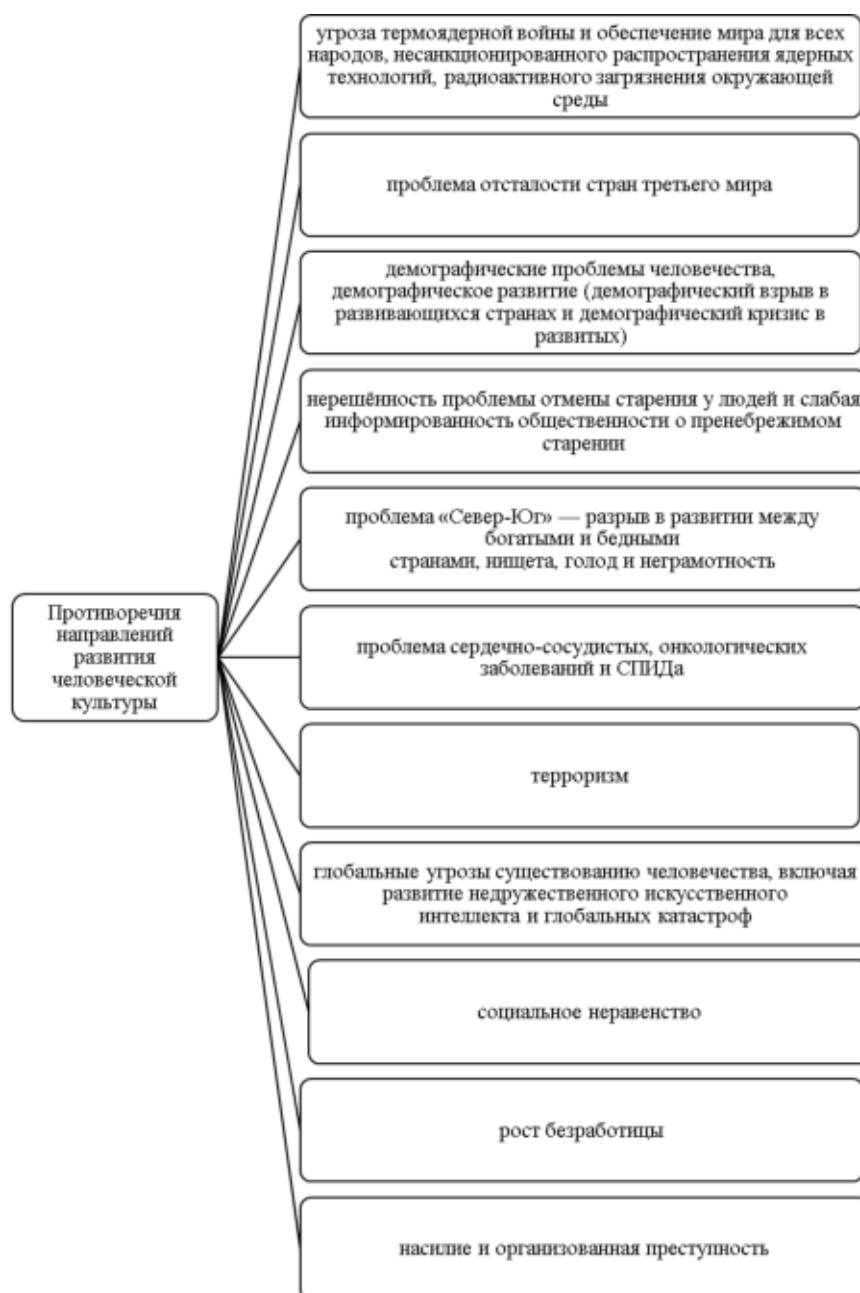 угроза термоядерной войны и обеспечение мира для всех
народов, несанкционированного распространения ядерных
технологий, радиоактивного загрязнения окружающей
среды
проблема отсталости стран третьего мира
демографические проблемы человечества,
демографическое развитие (демографический взрыв в
развивающихся странах и демографический кризис в
развитых)
нерешённость проблемы отмены старения у людей и слабая
информированность общественности о пренебрежимом
старении
проблема «Север-Юг» — разрыв в развитии между
богатыми и бедными
странами, нищета, голод и неграмотность
Противоречия
направлений
развития
человеческой
культуры
проблема сердечно-сосудистых, онкологических
заболеваний и СПИДа
терроризм
глобальные угрозы существованию человечества, включая
развитие недружественного искусственного
интеллекта и глобальных катастроф
социальное неравенство
рост безработицы
насилие и организованная преступность